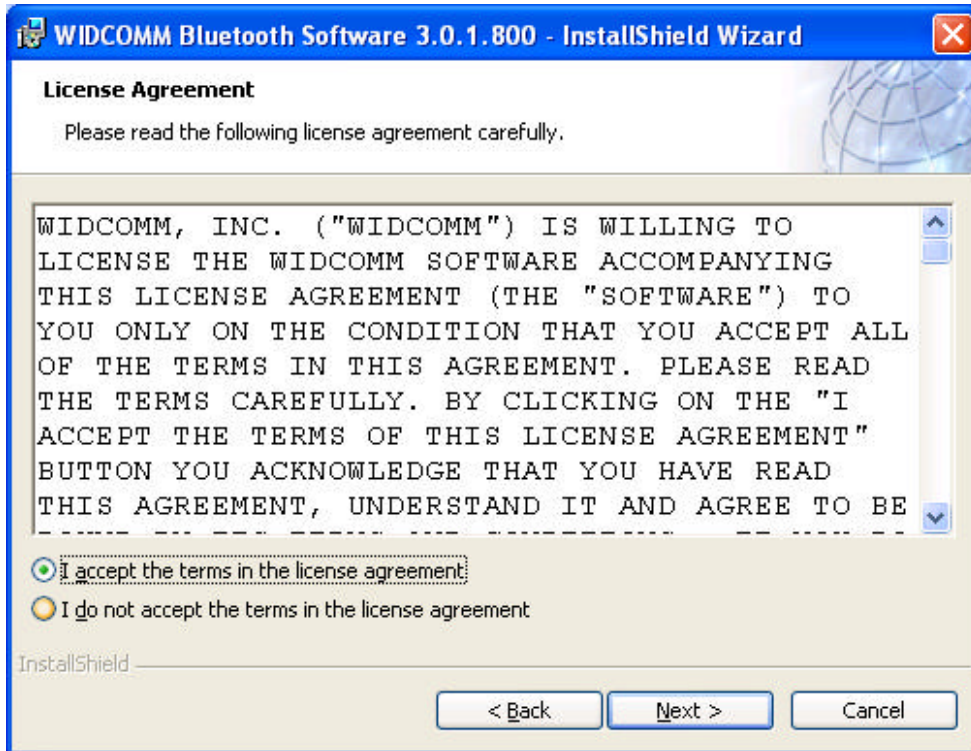 WIDCOMM Bluetooth Software 3.0.1.800 - InstallShield Wizard
License Agreement
Please read the following license agreement carefully.
WIDCOMM, INC. ("WIDCOMM") IS WILLING TO
LICENSE THE WIDCOMM SOFTWARE ACCOMPANYING
THIS LICENSE AGREEMENT (THE "SOFTWARE") TO
YOU ONLY ON THE CONDITION THAT YOU ACCEPT ALL
OF THE TERMS IN THIS AGREEMENT. PLEASE READ
THE TERMS CAREFULLY. BY CLICKING ON THE "I
ACCEPT THE TERMS OF THIS LICENSE AGREEMENT"
BUTTON YOU ACKNOWLEDGE THAT YOU HAVE READ
THIS AGREEMENT, UNDERSTAND IT AND AGREE TO BE
I accept the terms in the license agreement
I do not accept the terms in the license agreement
InstallShield
< Back Next > Cancel